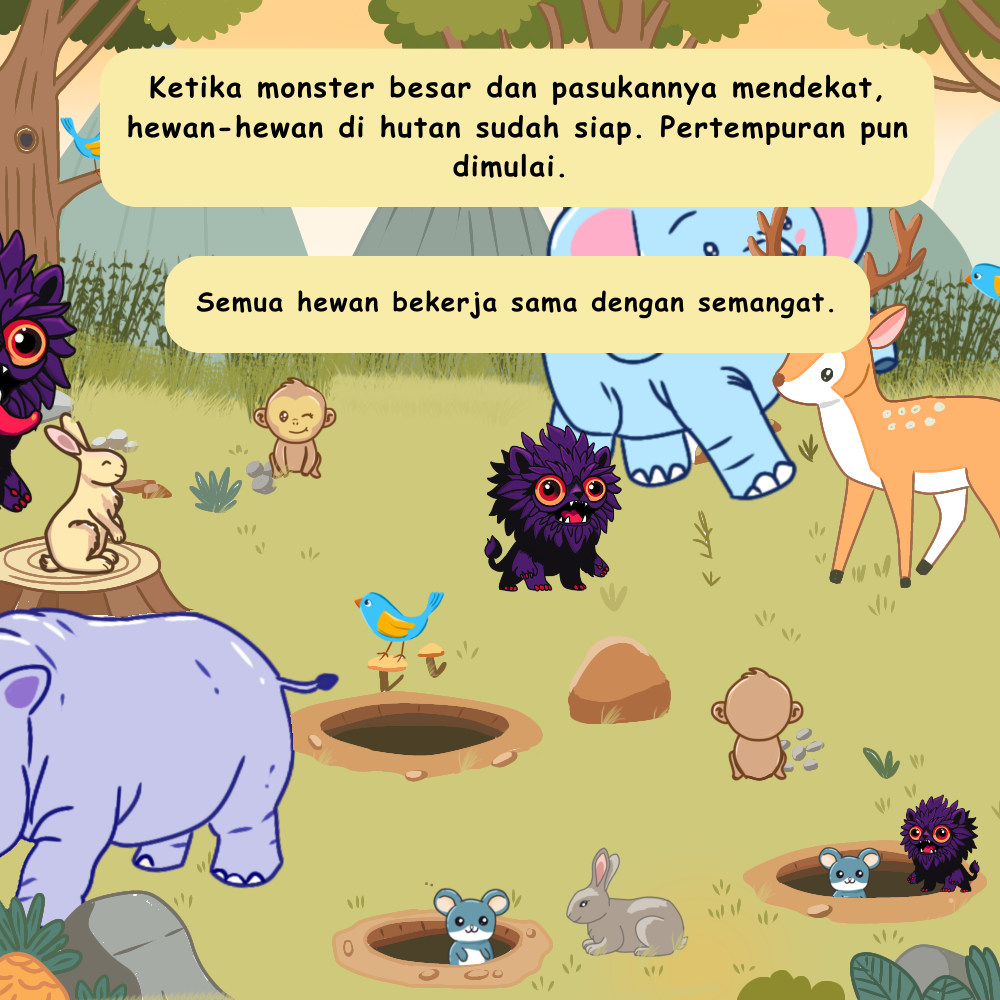 Ketika monster besar dan pasukannya mendekat,
hewan-hewan di hutan sudah siap. Pertempuran pun
dimulai.
Semua hewan bekerja sama dengan semangat.